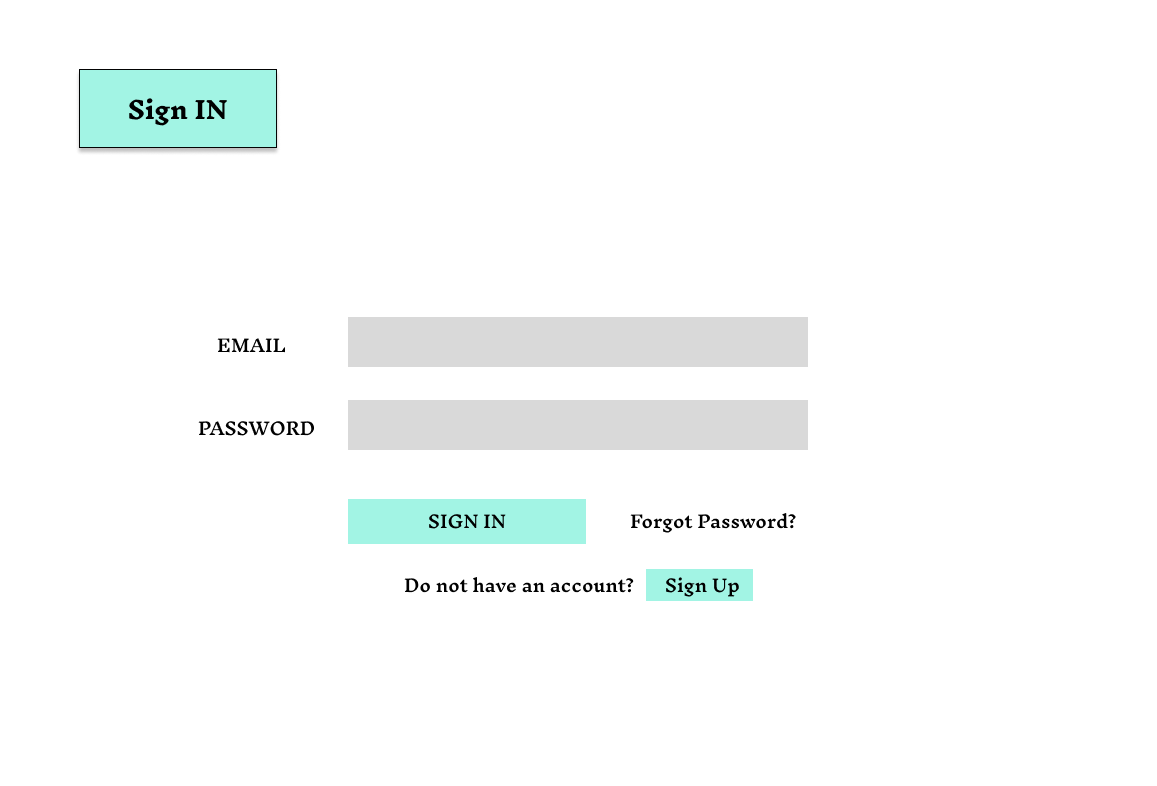 Sign IN
EMAIL
PASSWORD
SIGN IN Forgot Password?
Do not have an account? Sign Up